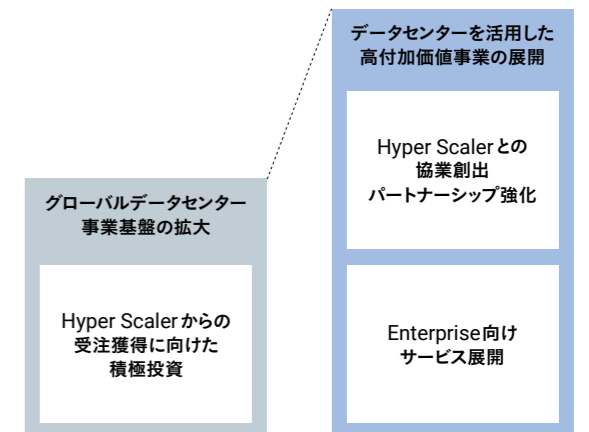 グローバルデータセンター
事業基盤の拡大
Hyper Scalerからの
受注獲得に向けた
積極投資
データセンターを活用した
高付加価値事業の展開
Hyper Scalerとの
協業創出
パートナーシップ強化
Enterprise向け
サービス展開